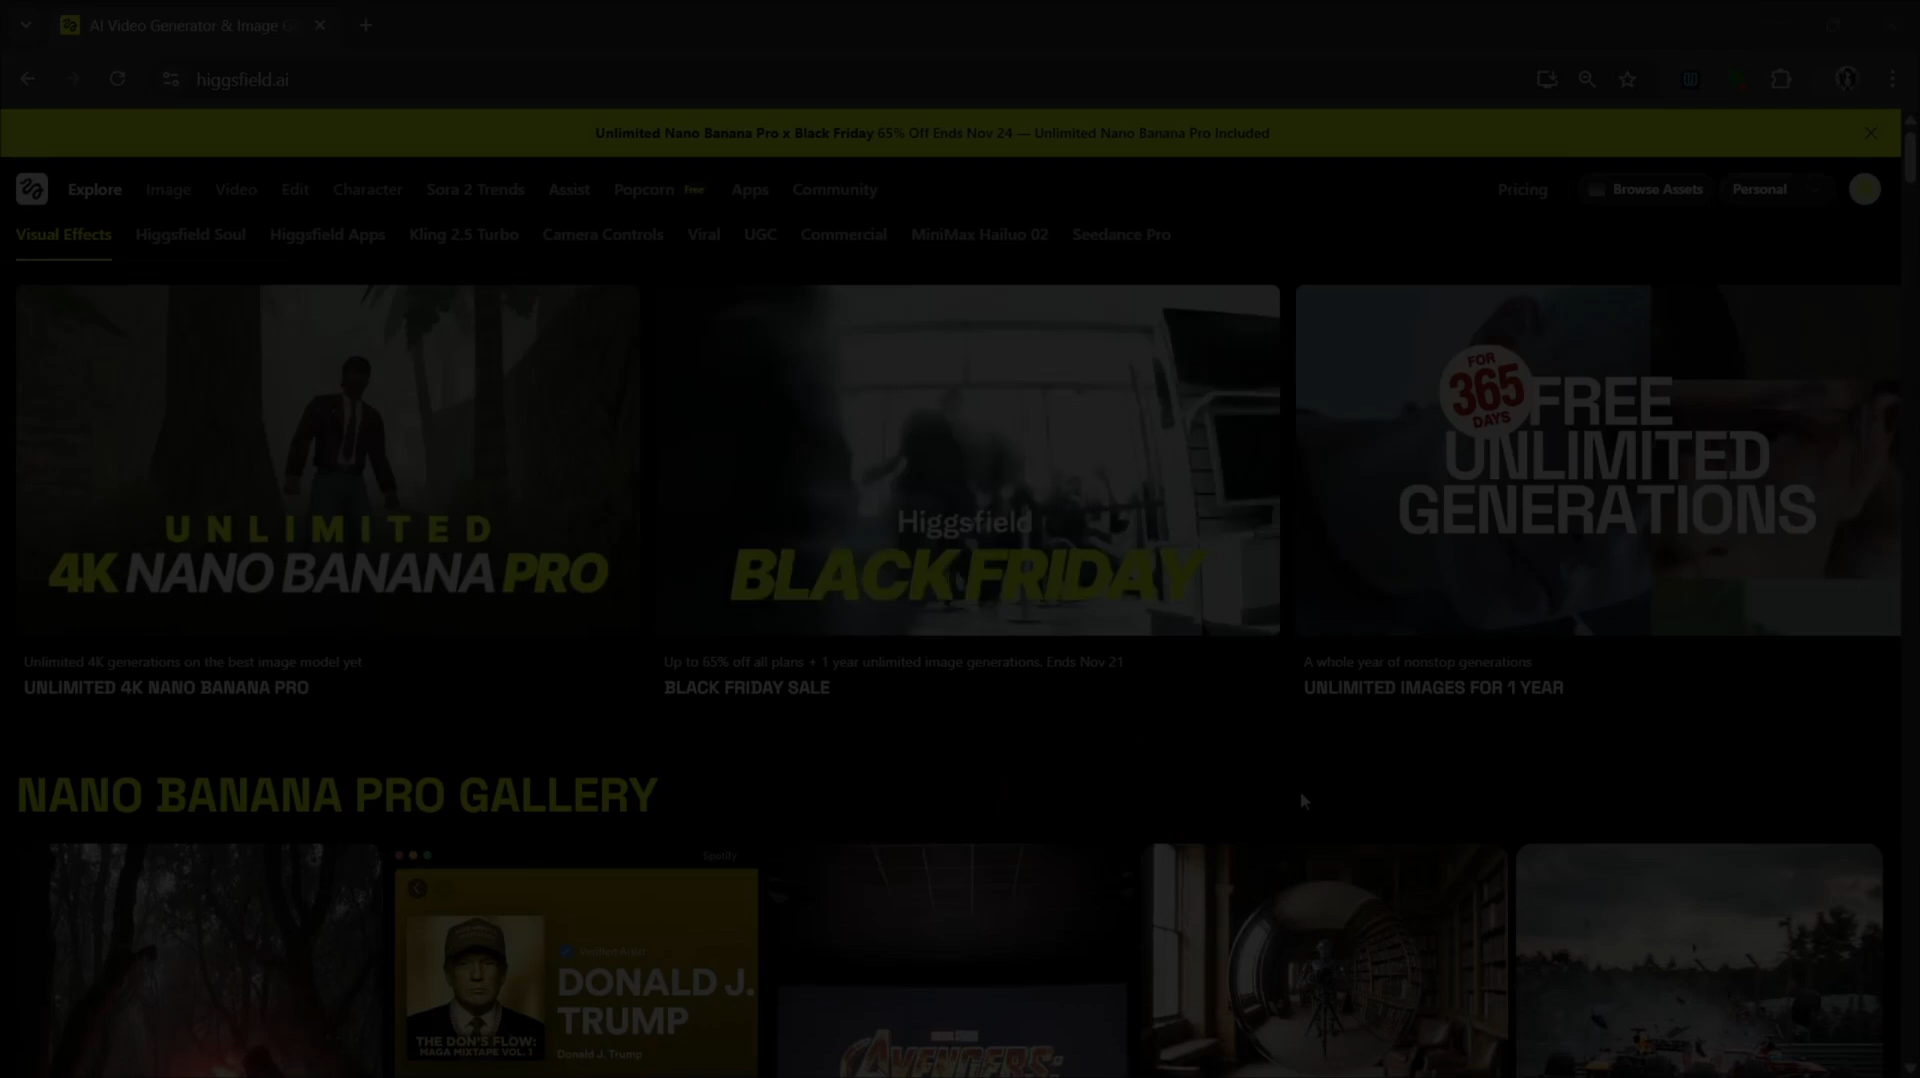 AI Video Generator & Image G
higgsfield.ai
Unlimited Nano Banana Pro x Black Friday 65% Off Ends Nov 24 — Unlimited Nano Banana Pro Included
Explore Image Video Edit Character Sora 2 Trends Assist Popcorn Free Apps Community Pricing Browse Assets Personal
Visual Effects Higgsfield Soul Higgsfield Apps Kling 2.5 Turbo Camera Controls Viral UGC Commercial MiniMax Hailuo 02 Seedance Pro
UNLIMITED
4K NANO BANANA PRO
Higgsfield
BLACK FRIDAY
FOR
365
DAYS
FREE
UNLIMITED
GENERATIONS
Unlimited 4K generations on the best image model yet
UNLIMITED 4K NANO BANANA PRO
Up to 65% off all plans + 1 year unlimited image generations. Ends Nov 21
BLACK FRIDAY SALE
A whole year of nonstop generations
UNLIMITED IMAGES FOR 1 YEAR
NANO BANANA PRO GALLERY
Spotify
Verified Artist
DONALD J.
TRUMP
Donald J. Trump
THE DON'S FLOW:
MAGA MIXTAPE VOL. 1
AVENGERS: